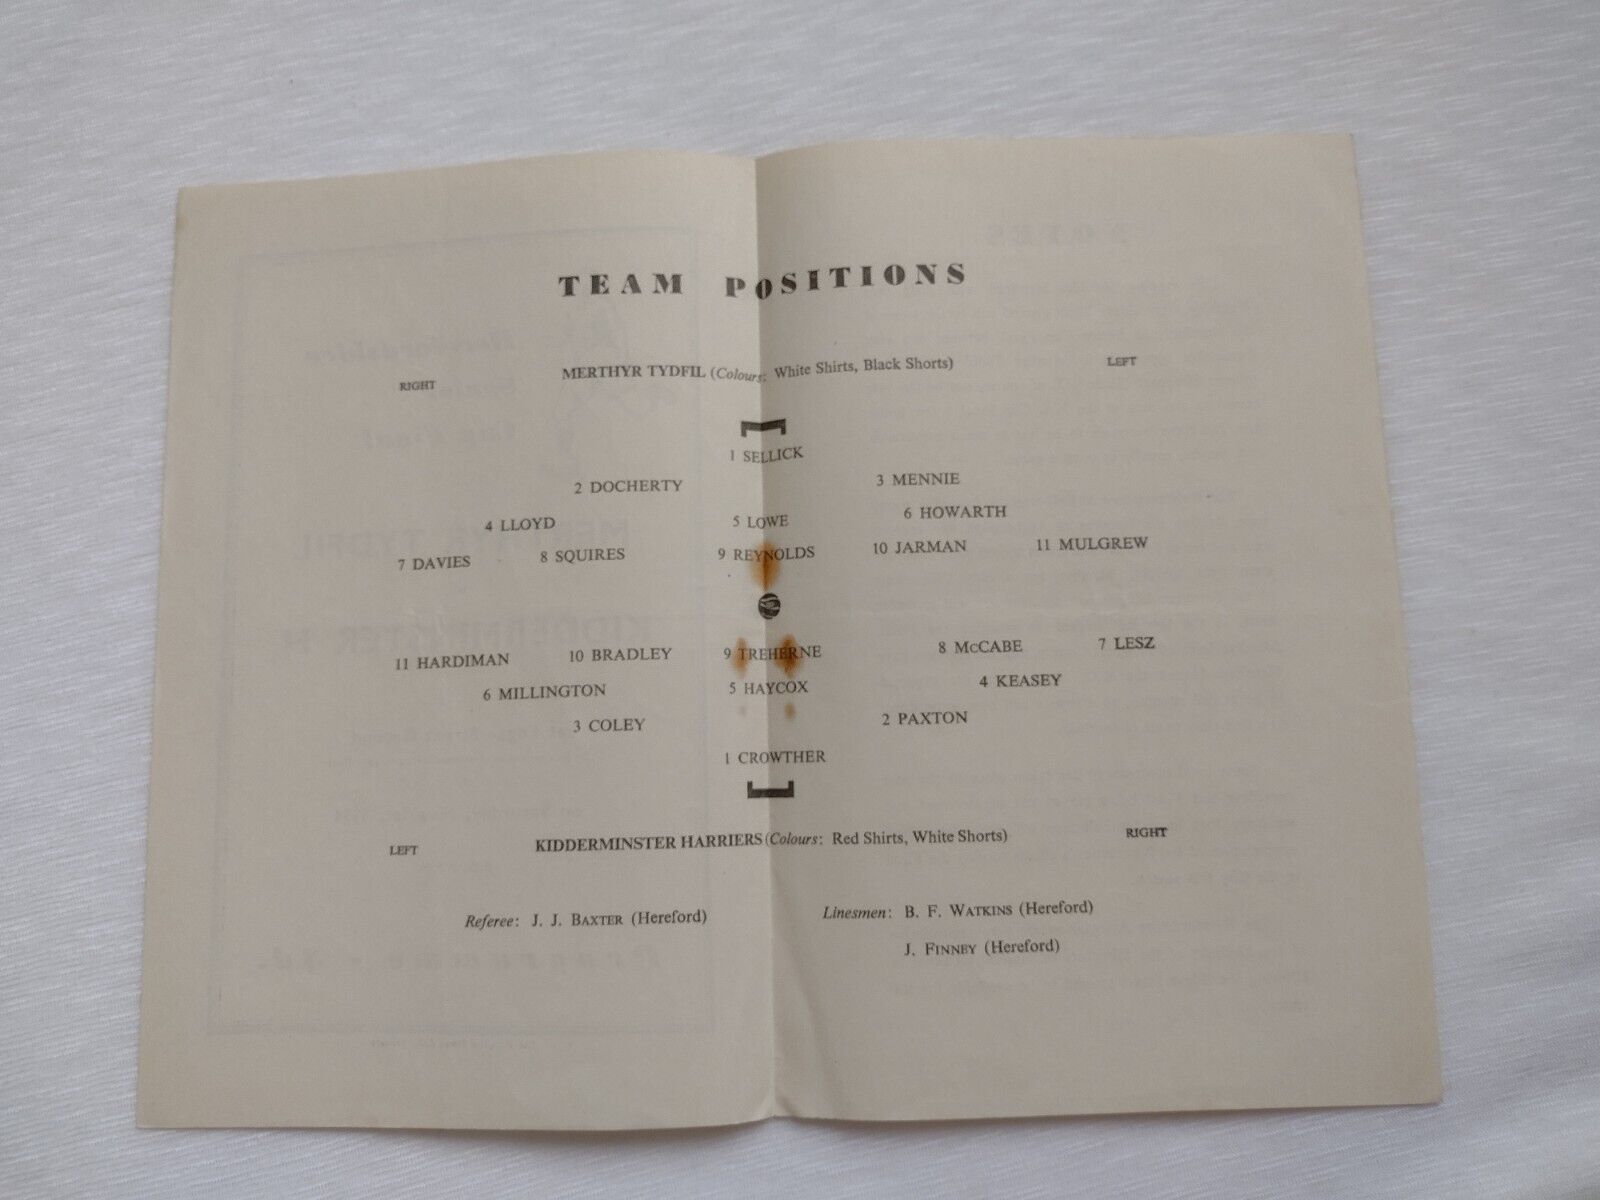 TEAM POSITIONS
RIGHT MERTHYR TYDFIL (Colours: White Shirts, Black Shorts) LEFT
1 SELLICK
2 DOCHERTY 3 MENNIE
4 LLOYD 5 LOWE 6 HOWARTH
7 DAVIES 8 SQUIRES 9 REYNOLDS 10 JARMAN 11 MULGREW
11 HARDIMAN 10 BRADLEY 9 TREHERNE 8 McCABE 7 LESZ
6 MILLINGTON 5 HAYCOX 4 KEASEY
3 COLEY 2 PAXTON
1 CROWTHER
LEFT KIDDERMINSTER HARRIERS (Colours: Red Shirts, White Shorts) RIGHT
Referee: J. J. BAXTER (Hereford) Linesmen: B. F. WATKINS (Hereford)
J. FINNEY (Hereford)